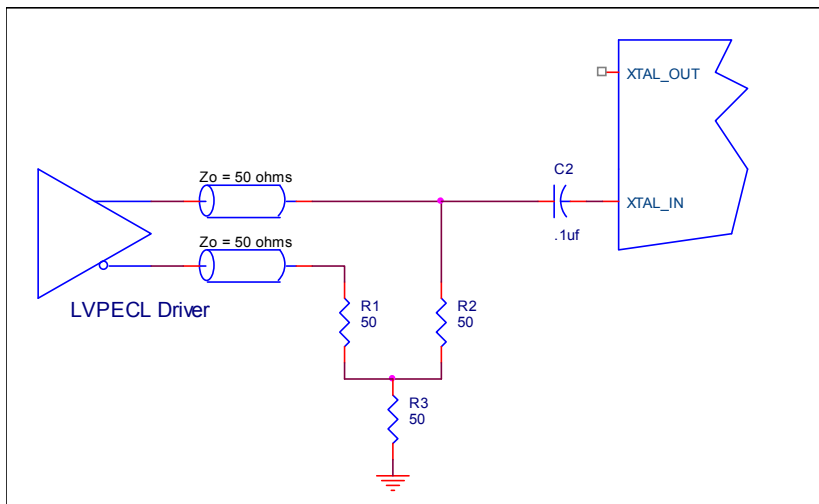 XTAL_OUT
Zo = 50 ohms
C2
XTAL_IN
.1uf
Zo = 50 ohms
LVPECL Driver
R1
50
R2
50
R3
50